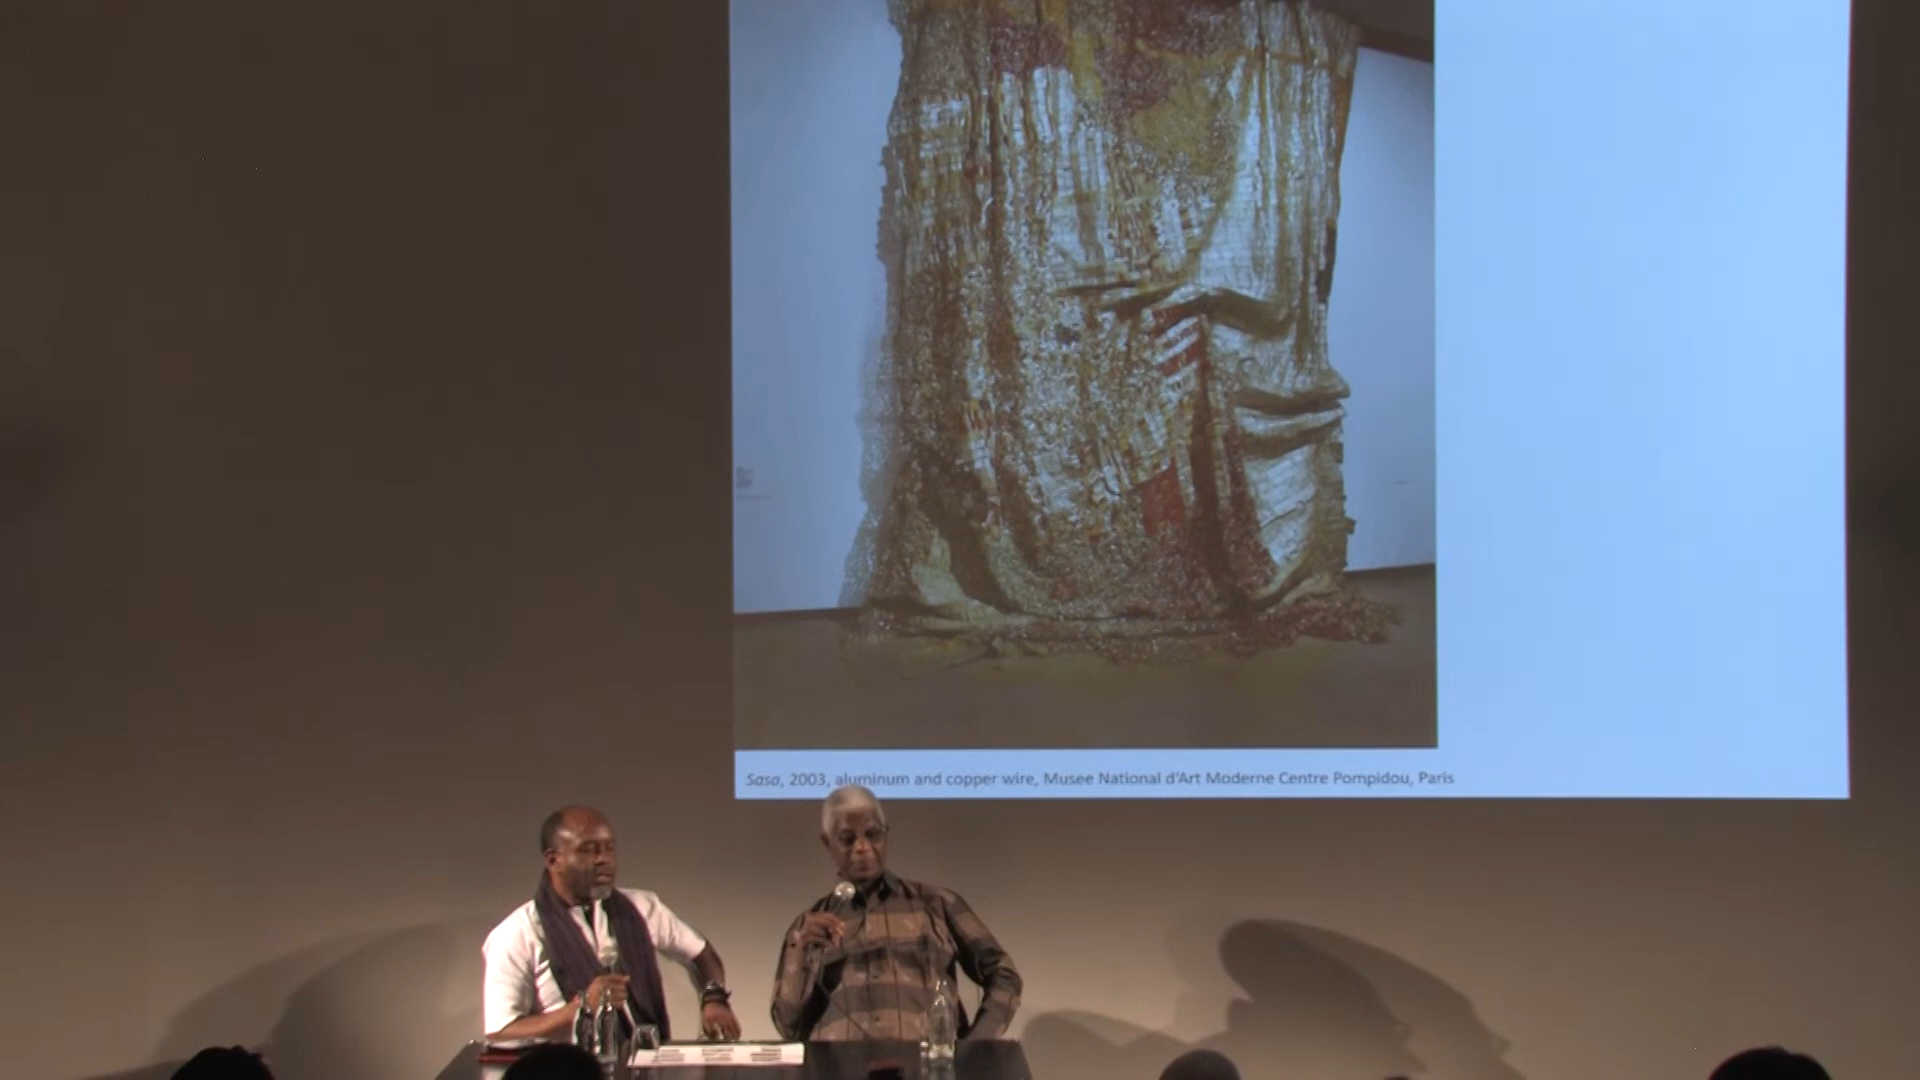 Sasa, 2003, aluminum and copper wire, Musee National d'Art Moderne Centre Pompidou, Paris